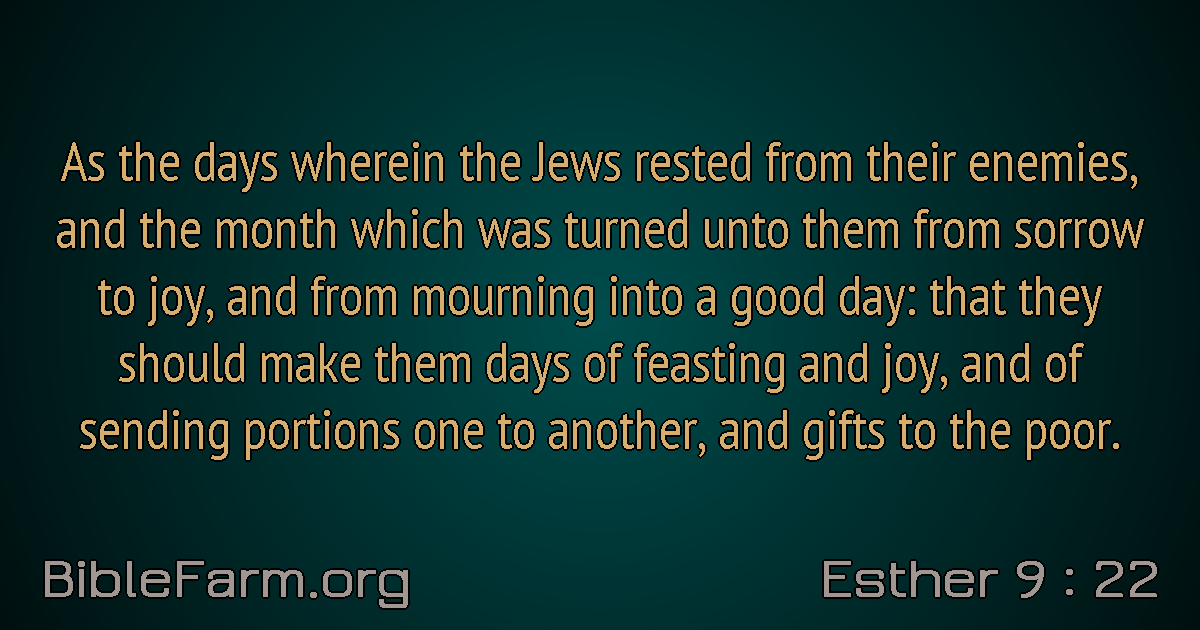 As the days wherein the Jews rested from their enemies,
and the month which was turned unto them from sorrow
to joy, and from mourning into a good day: that they
should make them days of feasting and joy, and of
sending portions one to another, and gifts to the poor.
BibleFarm.org
Esther 9 : 22